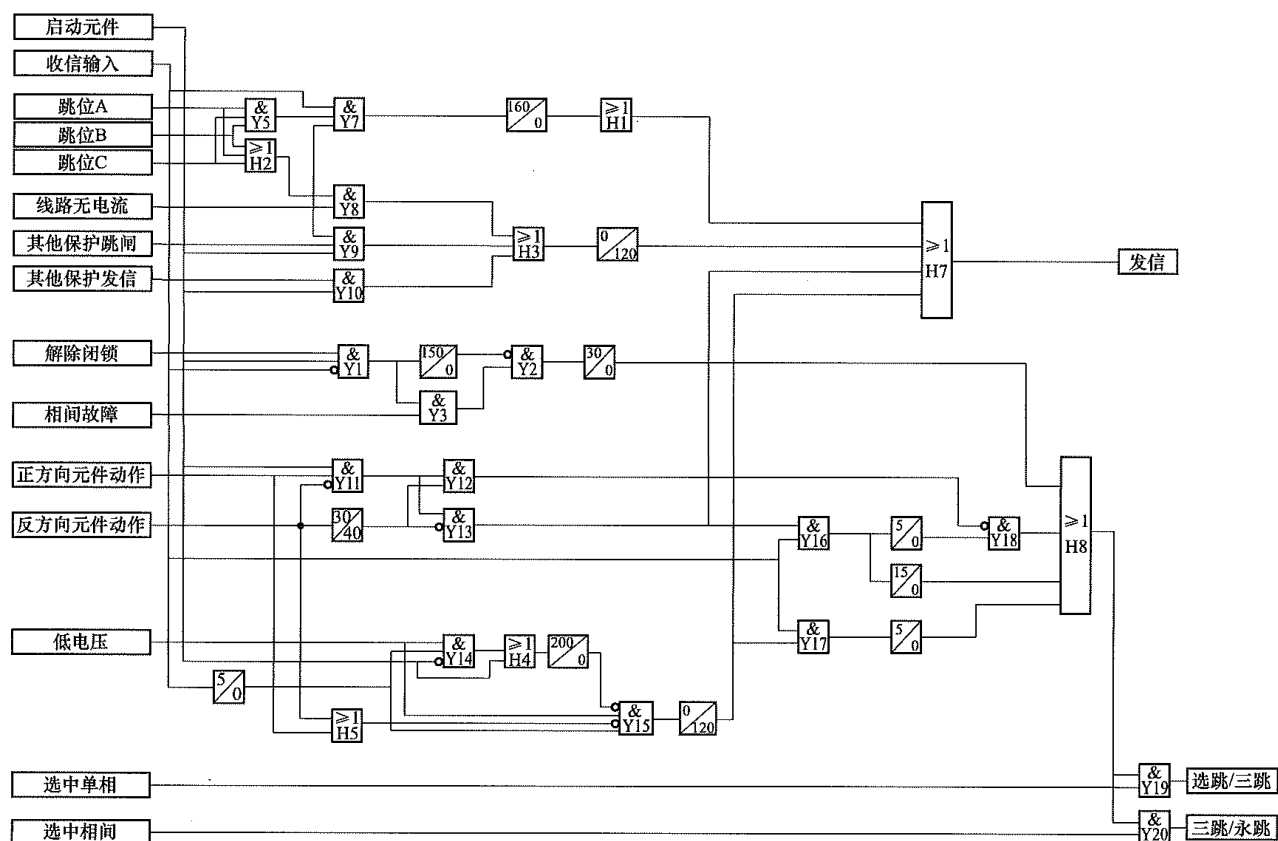 启动元件
收信输入
跳位A
跳位B
跳位C
& Y5
≥1 H2
& Y7
160 0
≥1 H1
线路无电流
& Y8
其他保护跳闸
& Y9
≥1 H3
0 120
≥1 H7
发信
其他保护发信
& Y10
解除闭锁
& Y1
150 0
& Y2
30 0
相间故障
& Y3
正方向元件动作
& Y11
& Y12
反方向元件动作
30 40
& Y13
& Y16
5 0
& Y18
≥1 H8
15 0
低电压
& Y14
≥1 H4
200 0
& Y17
5 0
5 0
≥1 H5
& Y15
0 120
选中单相
& Y19
选跳/三跳
选中相间
& Y20
三跳/永跳